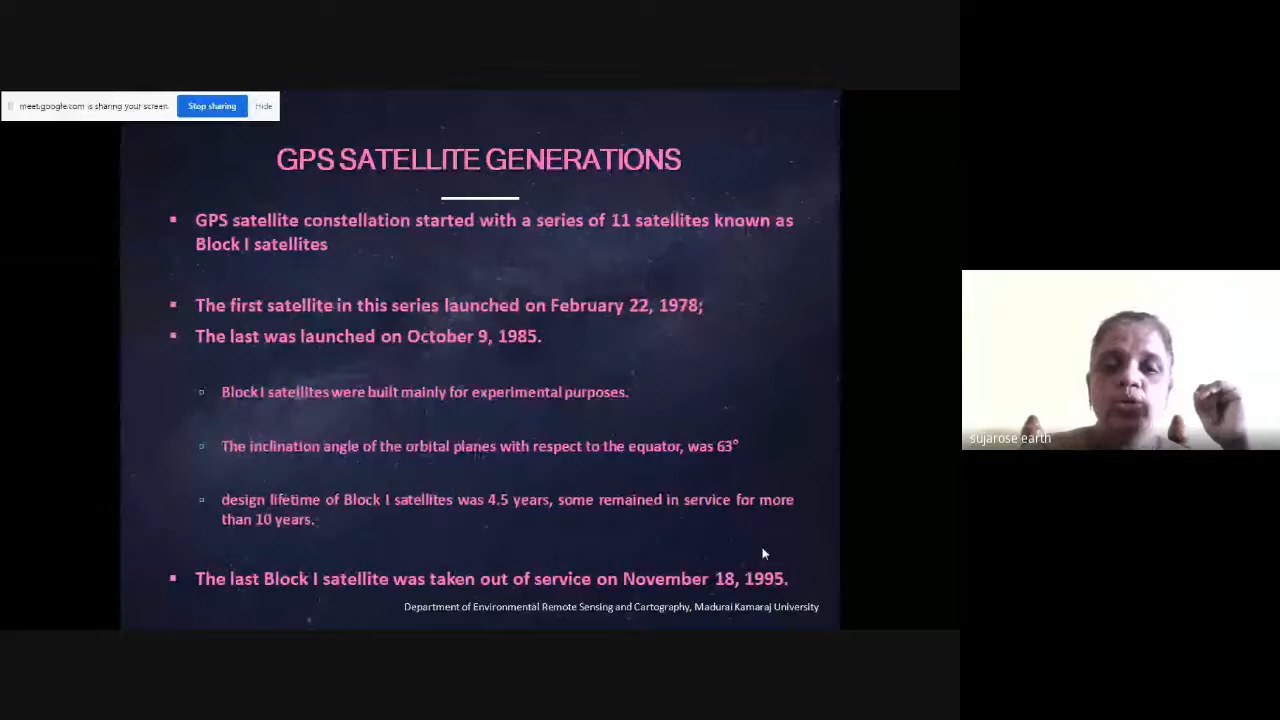 meet.google.com is sharing your screen. Stop sharing Hide
GPS SATELLITE GENERATIONS
▪ GPS satellite constellation started with a series of 11 satellites known as
Block I satellites
▪ The first satellite in this series launched on February 22, 1978;
▪ The last was launched on October 9, 1985.
▫ Block I satellites were built mainly for experimental purposes.
▫ The inclination angle of the orbital planes with respect to the equator, was 63°
▫ design lifetime of Block I satellites was 4.5 years, some remained in service for more
than 10 years.
▪ The last Block I satellite was taken out of service on November 18, 1995.
Department of Environmental Remote Sensing and Cartography, Madurai Kamaraj University
sujarose earth